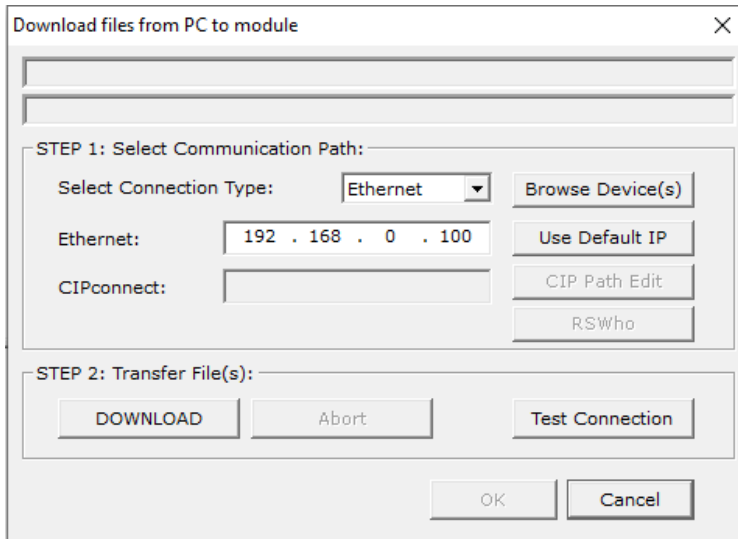 Download files from PC to module
STEP 1: Select Communication Path:
Select Connection Type: Ethernet Browse Device(s)
Ethernet: 192 . 168 . 0 . 100 Use Default IP
CIPconnect: CIP Path Edit
RSWho
STEP 2: Transfer File(s):
DOWNLOAD Abort Test Connection
OK Cancel